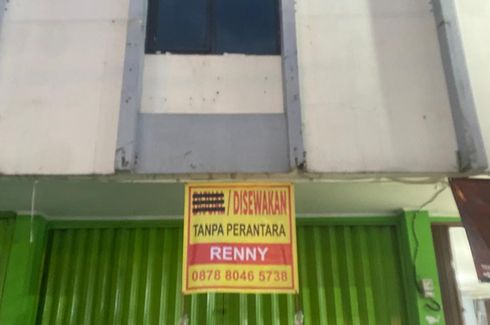 / DISEWAKAN
TANPA PERANTARA
RENNY
0878 8046 5738